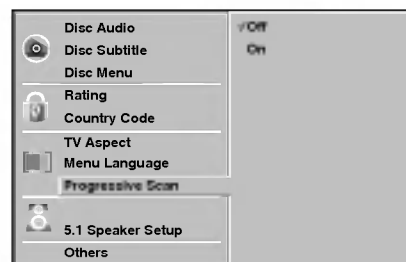 Disc Audio
Disc Subtitle
Disc Menu
Rating
Country Code
TV Aspect
Menu Language
Progressive Scan
5.1 Speaker Setup
Others
√Off
On